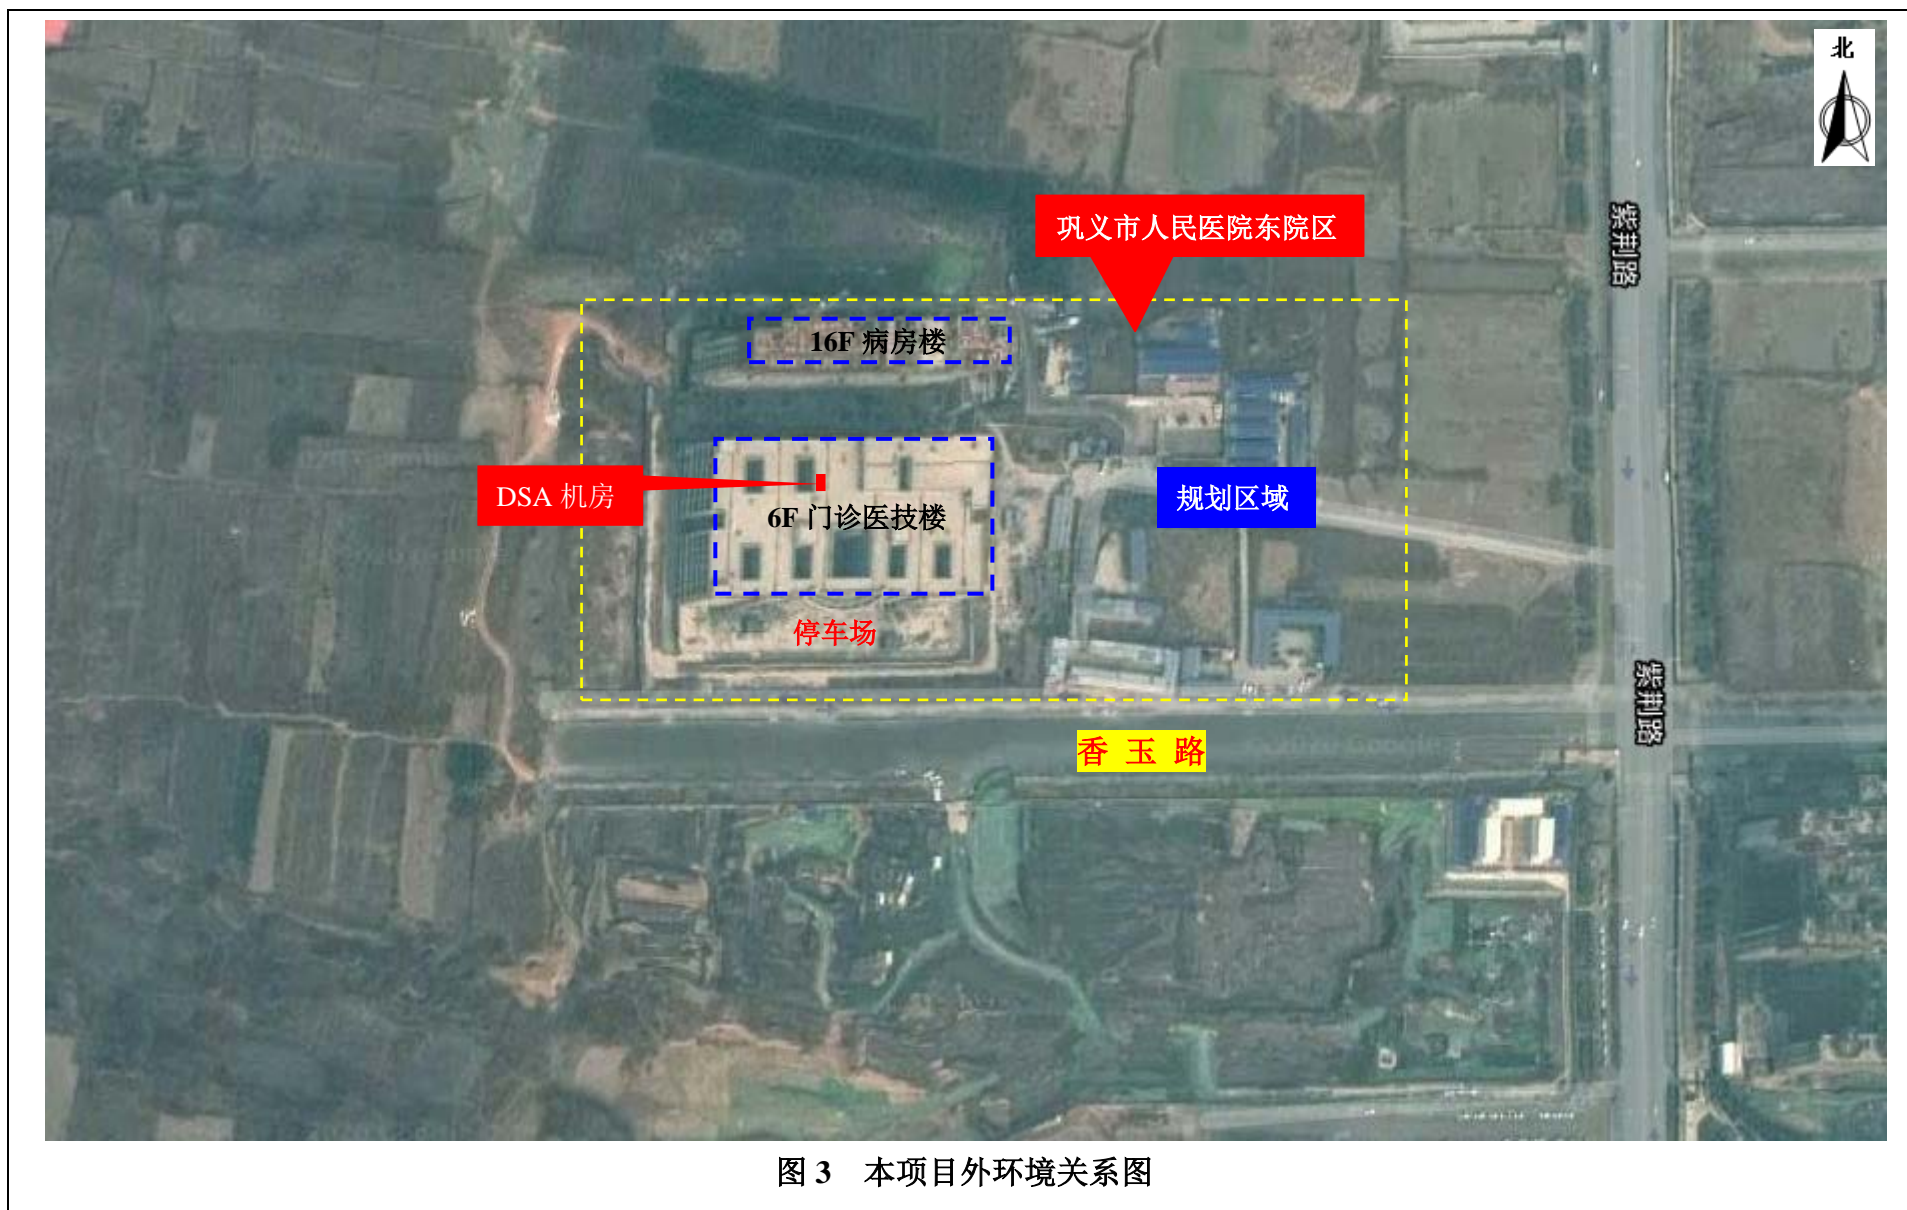 北
紫荆路
巩义市人民医院东院区
16F 病房楼
DSA 机房
规划区域
6F 门诊医技楼
停车场
紫荆路
香 玉 路
图 3 本项目外环境关系图